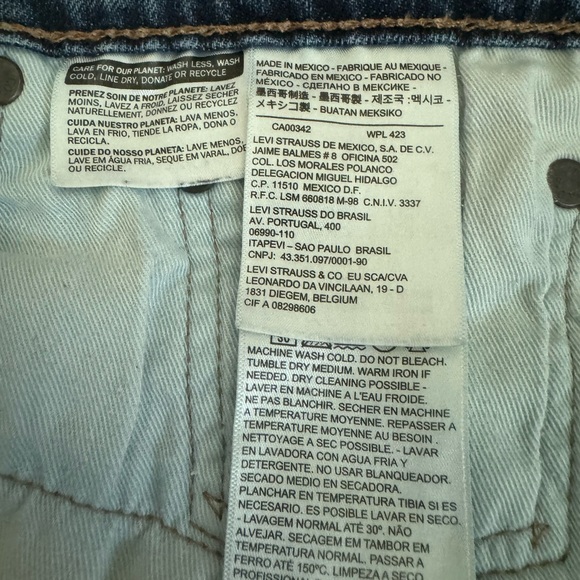 CARE FOR OUR PLANET: WASH LESS, WASH
COLD, LINE DRY, DONATE OR RECYCLE
PRENEZ SOIN DE NOTRE PLANETE: LAVEZ
MOINS, LAVEZ A FROID, LAISSEZ SÉCHER
NATURELLEMENT, DONNEZ OU RECYCLEZ
CUIDA NUESTRO PLANETA: LAVA MENOS,
LAVA EN FRIO, TIENDE LA ROPA, DONA O
RECICLA.
CUIDE DO NOSSO PLANETA: LAVE MENOS,
LAVE EM ÁGUA FRIA, SEQUE EM VARAL, DOE
OU RECICLE.
MADE IN MEXICO - FABRIQUE AU MEXIQUE -
FABRICADO EN MEXICO - FABRICADO NO
MÉXICO - СДЕЛАНО В МЕКСИКЕ -
墨西哥制造 - 墨西哥製 - 제조국 :멕시코 -
メキシコ製 - BUATAN MEKSIKO
CA00342 WPL 423
LEVI STRAUSS DE MEXICO, S.A. DE C.V.
JAIME BALMES # 8 OFICINA 502
COL. LOS MORALES POLANCO
DELEGACION MIGUEL HIDALGO
C.P. 11510 MEXICO D.F.
R.F.C. LSM 660818 M-98 C.N.I.V. 3337
LEVI STRAUSS DO BRASIL
AV. PORTUGAL, 400
06990-110
ITAPEVI – SAO PAULO BRASIL
CNPJ: 43.351.097/0001-90
LEVI STRAUSS & CO EU SCA/CVA
LEONARDO DA VINCILAAN, 19 - D
1831 DIEGEM, BELGIUM
CIF A 08298606
30
MACHINE WASH COLD. DO NOT BLEACH.
TUMBLE DRY MEDIUM. WARM IRON IF
NEEDED. DRY CLEANING POSSIBLE -
LAVER EN MACHINE A L'EAU FROIDE.
NE PAS BLANCHIR. SECHER EN MACHINE
A TEMPERATURE MOYENNE. REPASSER A
TEMPERATURE MOYENNE AU BESOIN .
NETTOYAGE A SEC POSSIBLE. - LAVAR
EN LAVADORA CON AGUA FRIA Y
DETERGENTE. NO USAR BLANQUEADOR.
SECADO MEDIO EN SECADORA.
PLANCHAR EN TEMPERATURA TIBIA SI ES
NECESARIO. ES POSIBLE LAVAR EN SECO.
- LAVAGEM NORMAL ATÉ 30º. NÃO
ALVEJAR. SECAGEM EM TAMBOR EM
TEMPERATURA NORMAL. PASSAR A
FERRO ATÉ 150ºC. LIMPEZA A SECO